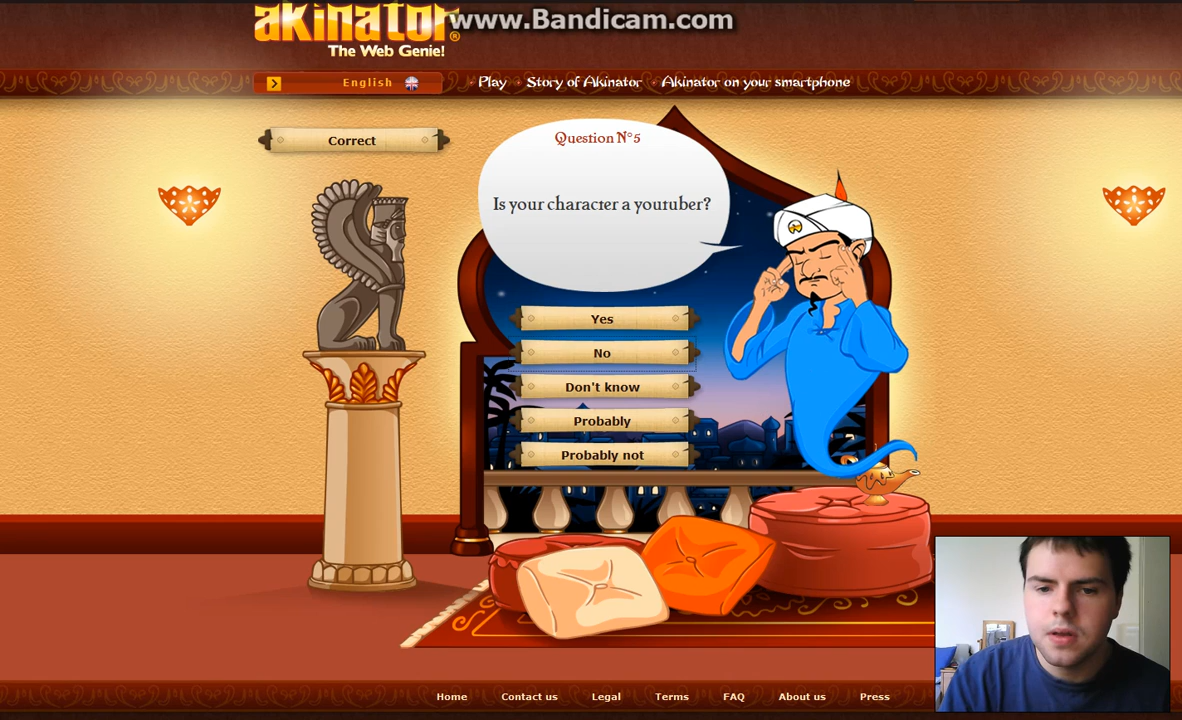 www.Bandicam.com
akinator®
The Web Genie!
English
Play · Story of Akinator · Akinator on your smartphone
Correct
Question N°5
Is your character a youtuber?
Yes
No
Don't know
Probably
Probably not
Home Contact us Legal Terms FAQ About us Press